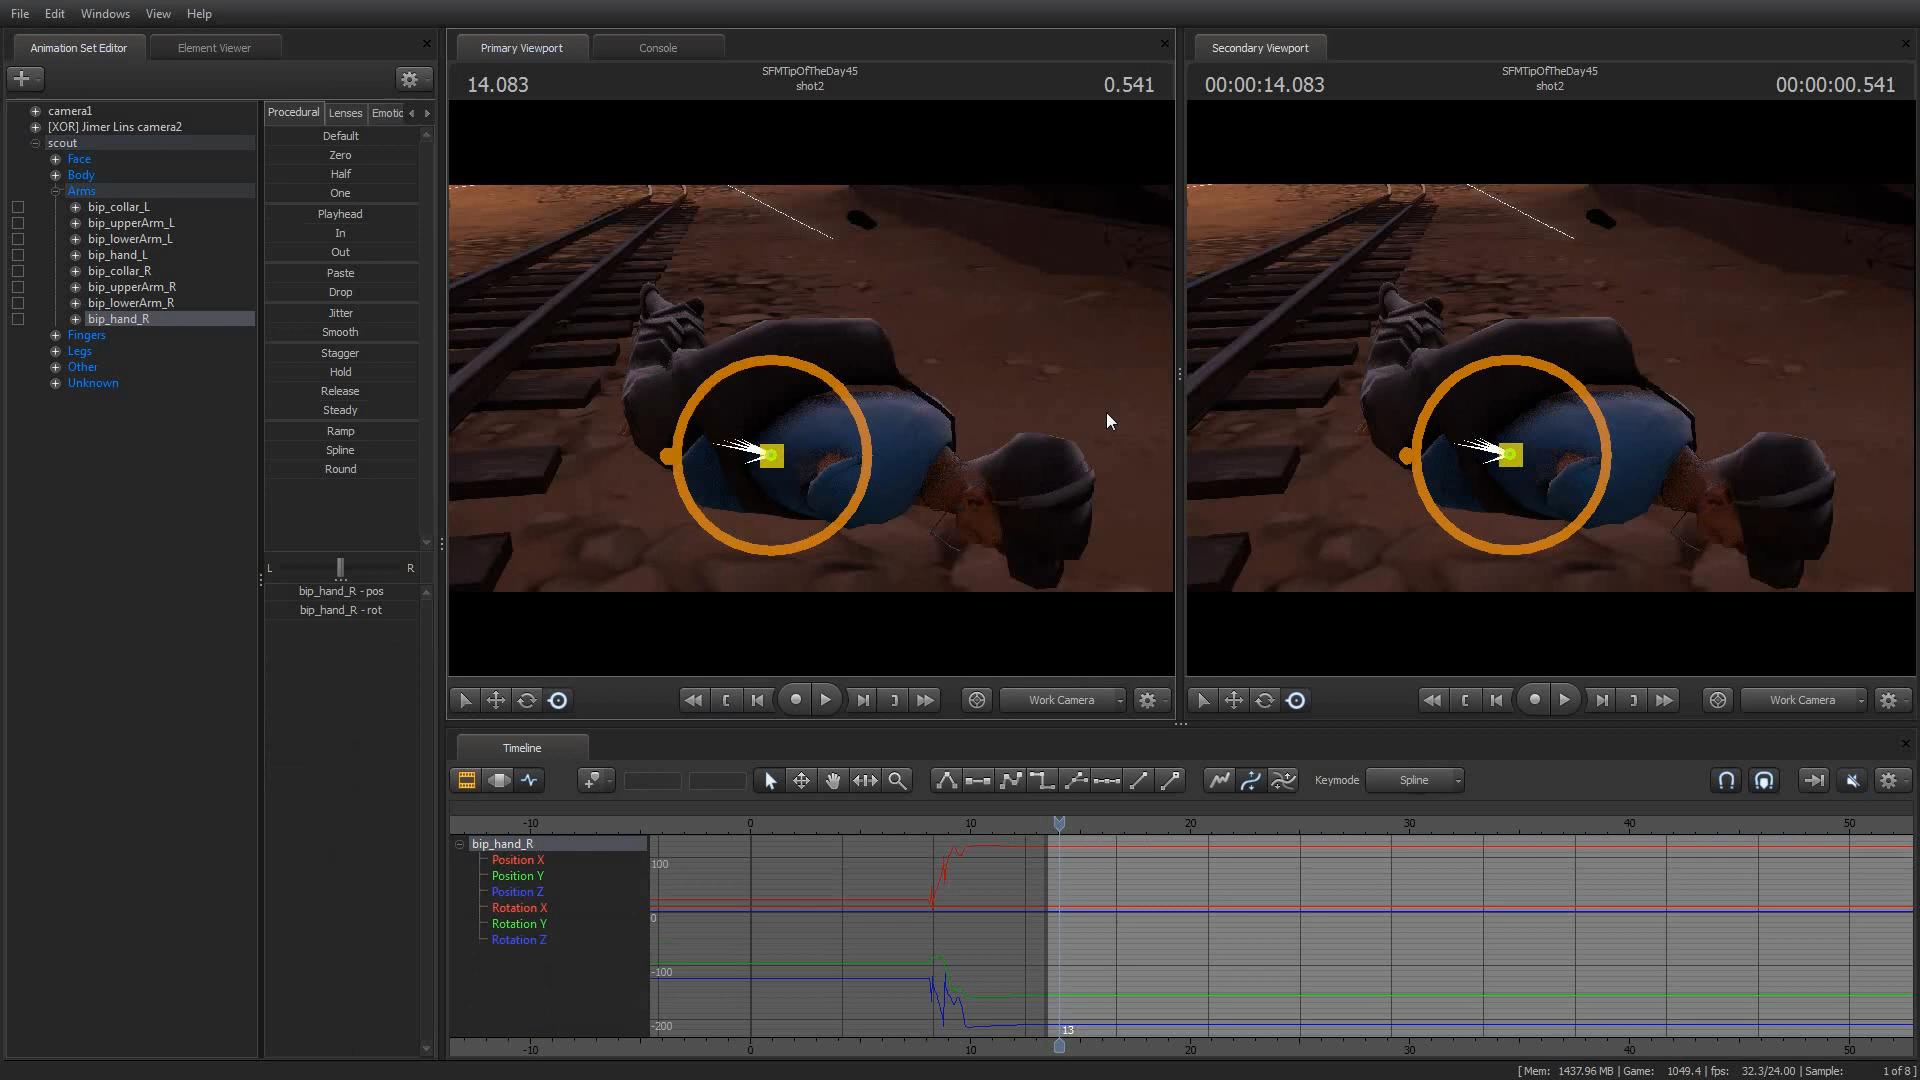 File Edit Windows View Help
Animation Set Editor Element Viewer
camera1
[XOR] Jimer Lins camera2
scout
Face
Body
Arms
bip_collar_L
bip_upperArm_L
bip_lowerArm_L
bip_hand_L
bip_collar_R
bip_upperArm_R
bip_lowerArm_R
bip_hand_R
Fingers
Legs
Other
Unknown
Procedural Lenses Emotic
Default
Zero
Half
One
Playhead
In
Out
Paste
Drop
Jitter
Smooth
Stagger
Hold
Release
Steady
Ramp
Spline
Round
L R
bip_hand_R - pos
bip_hand_R - rot
Primary Viewport Console
14.083
SFMTipOfTheDay45
shot2
0.541
Work Camera
Secondary Viewport
00:00:14.083
SFMTipOfTheDay45
shot2
00:00:00.541
Work Camera
Timeline
Keymode Spline
-10 0 10 20 30 40 50
bip_hand_R
Position X
Position Y
Position Z
Rotation X
Rotation Y
Rotation Z
100
0
-100
-200
13
-10 0 10 20 30 40 50
[ Mem: 1437.96 MB | Game: 1049.4 | fps: 32.3/24.00 | Sample: 1 of 8 ]